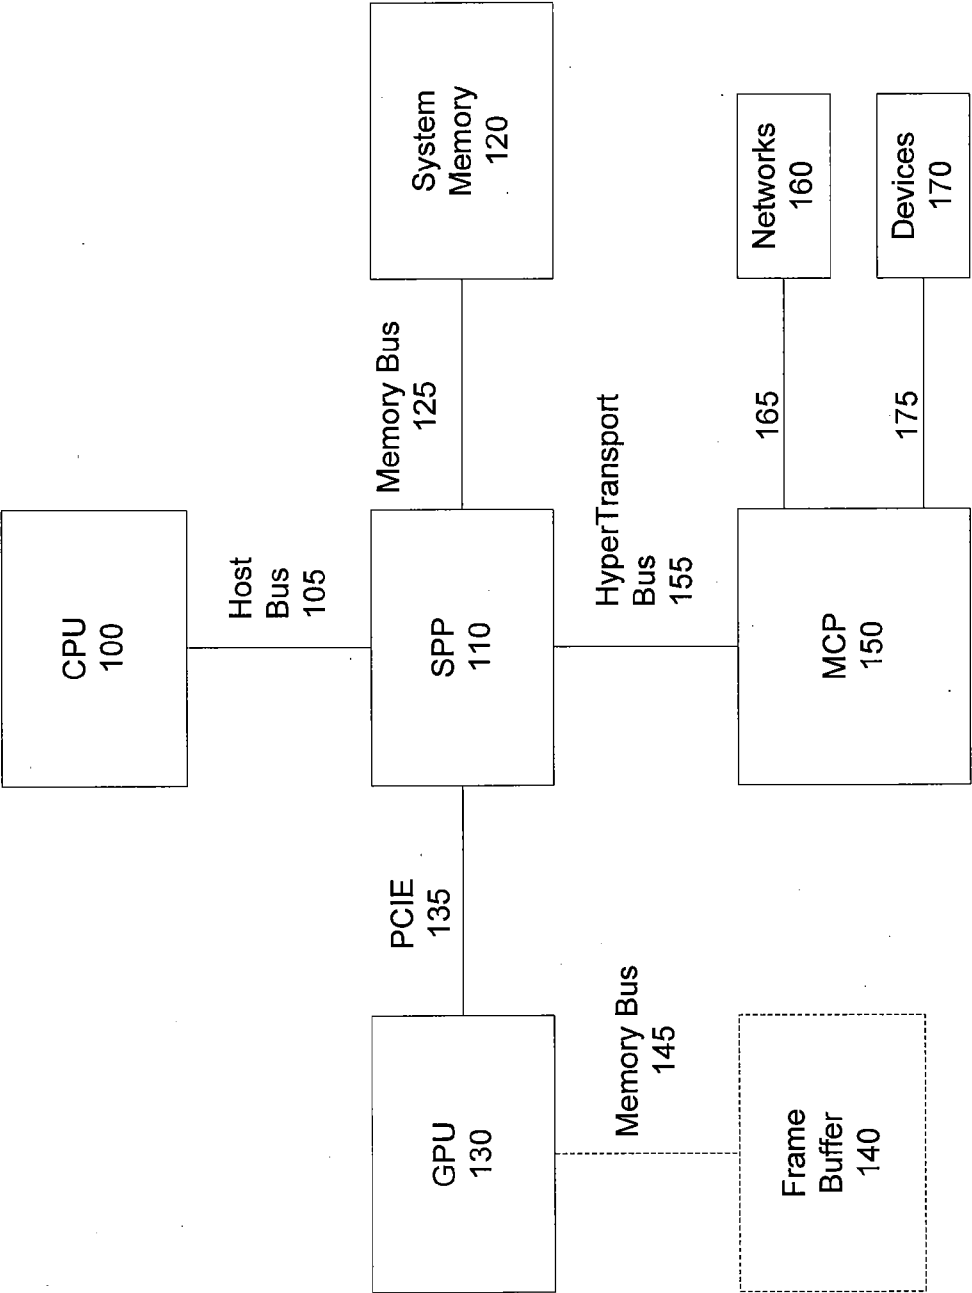 CPU
100
Host
Bus
105
System
Memory
120
Memory Bus
125
SPP
110
PCIE
135
GPU
130
HyperTransport
Bus
155
Memory Bus
145
Networks
160
Devices
170
165
175
MCP
150
Frame
Buffer
140